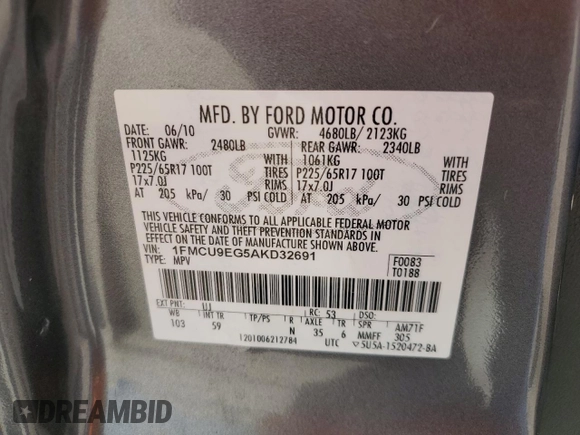 MFD. BY FORD MOTOR CO.
DATE: 06/10 GVWR: 4680LB/ 2123KG
FRONT GAWR: 2480LB REAR GAWR: 2340LB
1125KG WITH 1061KG WITH
P225/65R17 100T TIRES P225/65R17 100T TIRES
17x7.0J RIMS 17x7.0J RIMS
AT 205 kPa/ 30 PSI COLD AT 205 kPa/ 30 PSI COLD
THIS VEHICLE CONFORMS TO ALL APPLICABLE FEDERAL MOTOR
VEHICLE SAFETY AND THEFT PREVENTION STANDARDS IN
EFFECT ON THE DATE OF MANUFACTURE SHOWN ABOVE.
VIN: 1FMCU9EG5AKD32691 F0083
TYPE: MPV T0188
EXT PNT: UJ RC: 53 DSO: AM71F
WB INT TR TP/PS R AXLE TR SPR
103 59 N 35 6 MMFF 305
1201006212784 UTC 5U5A-1520472-BA
Ford
DREAMBID